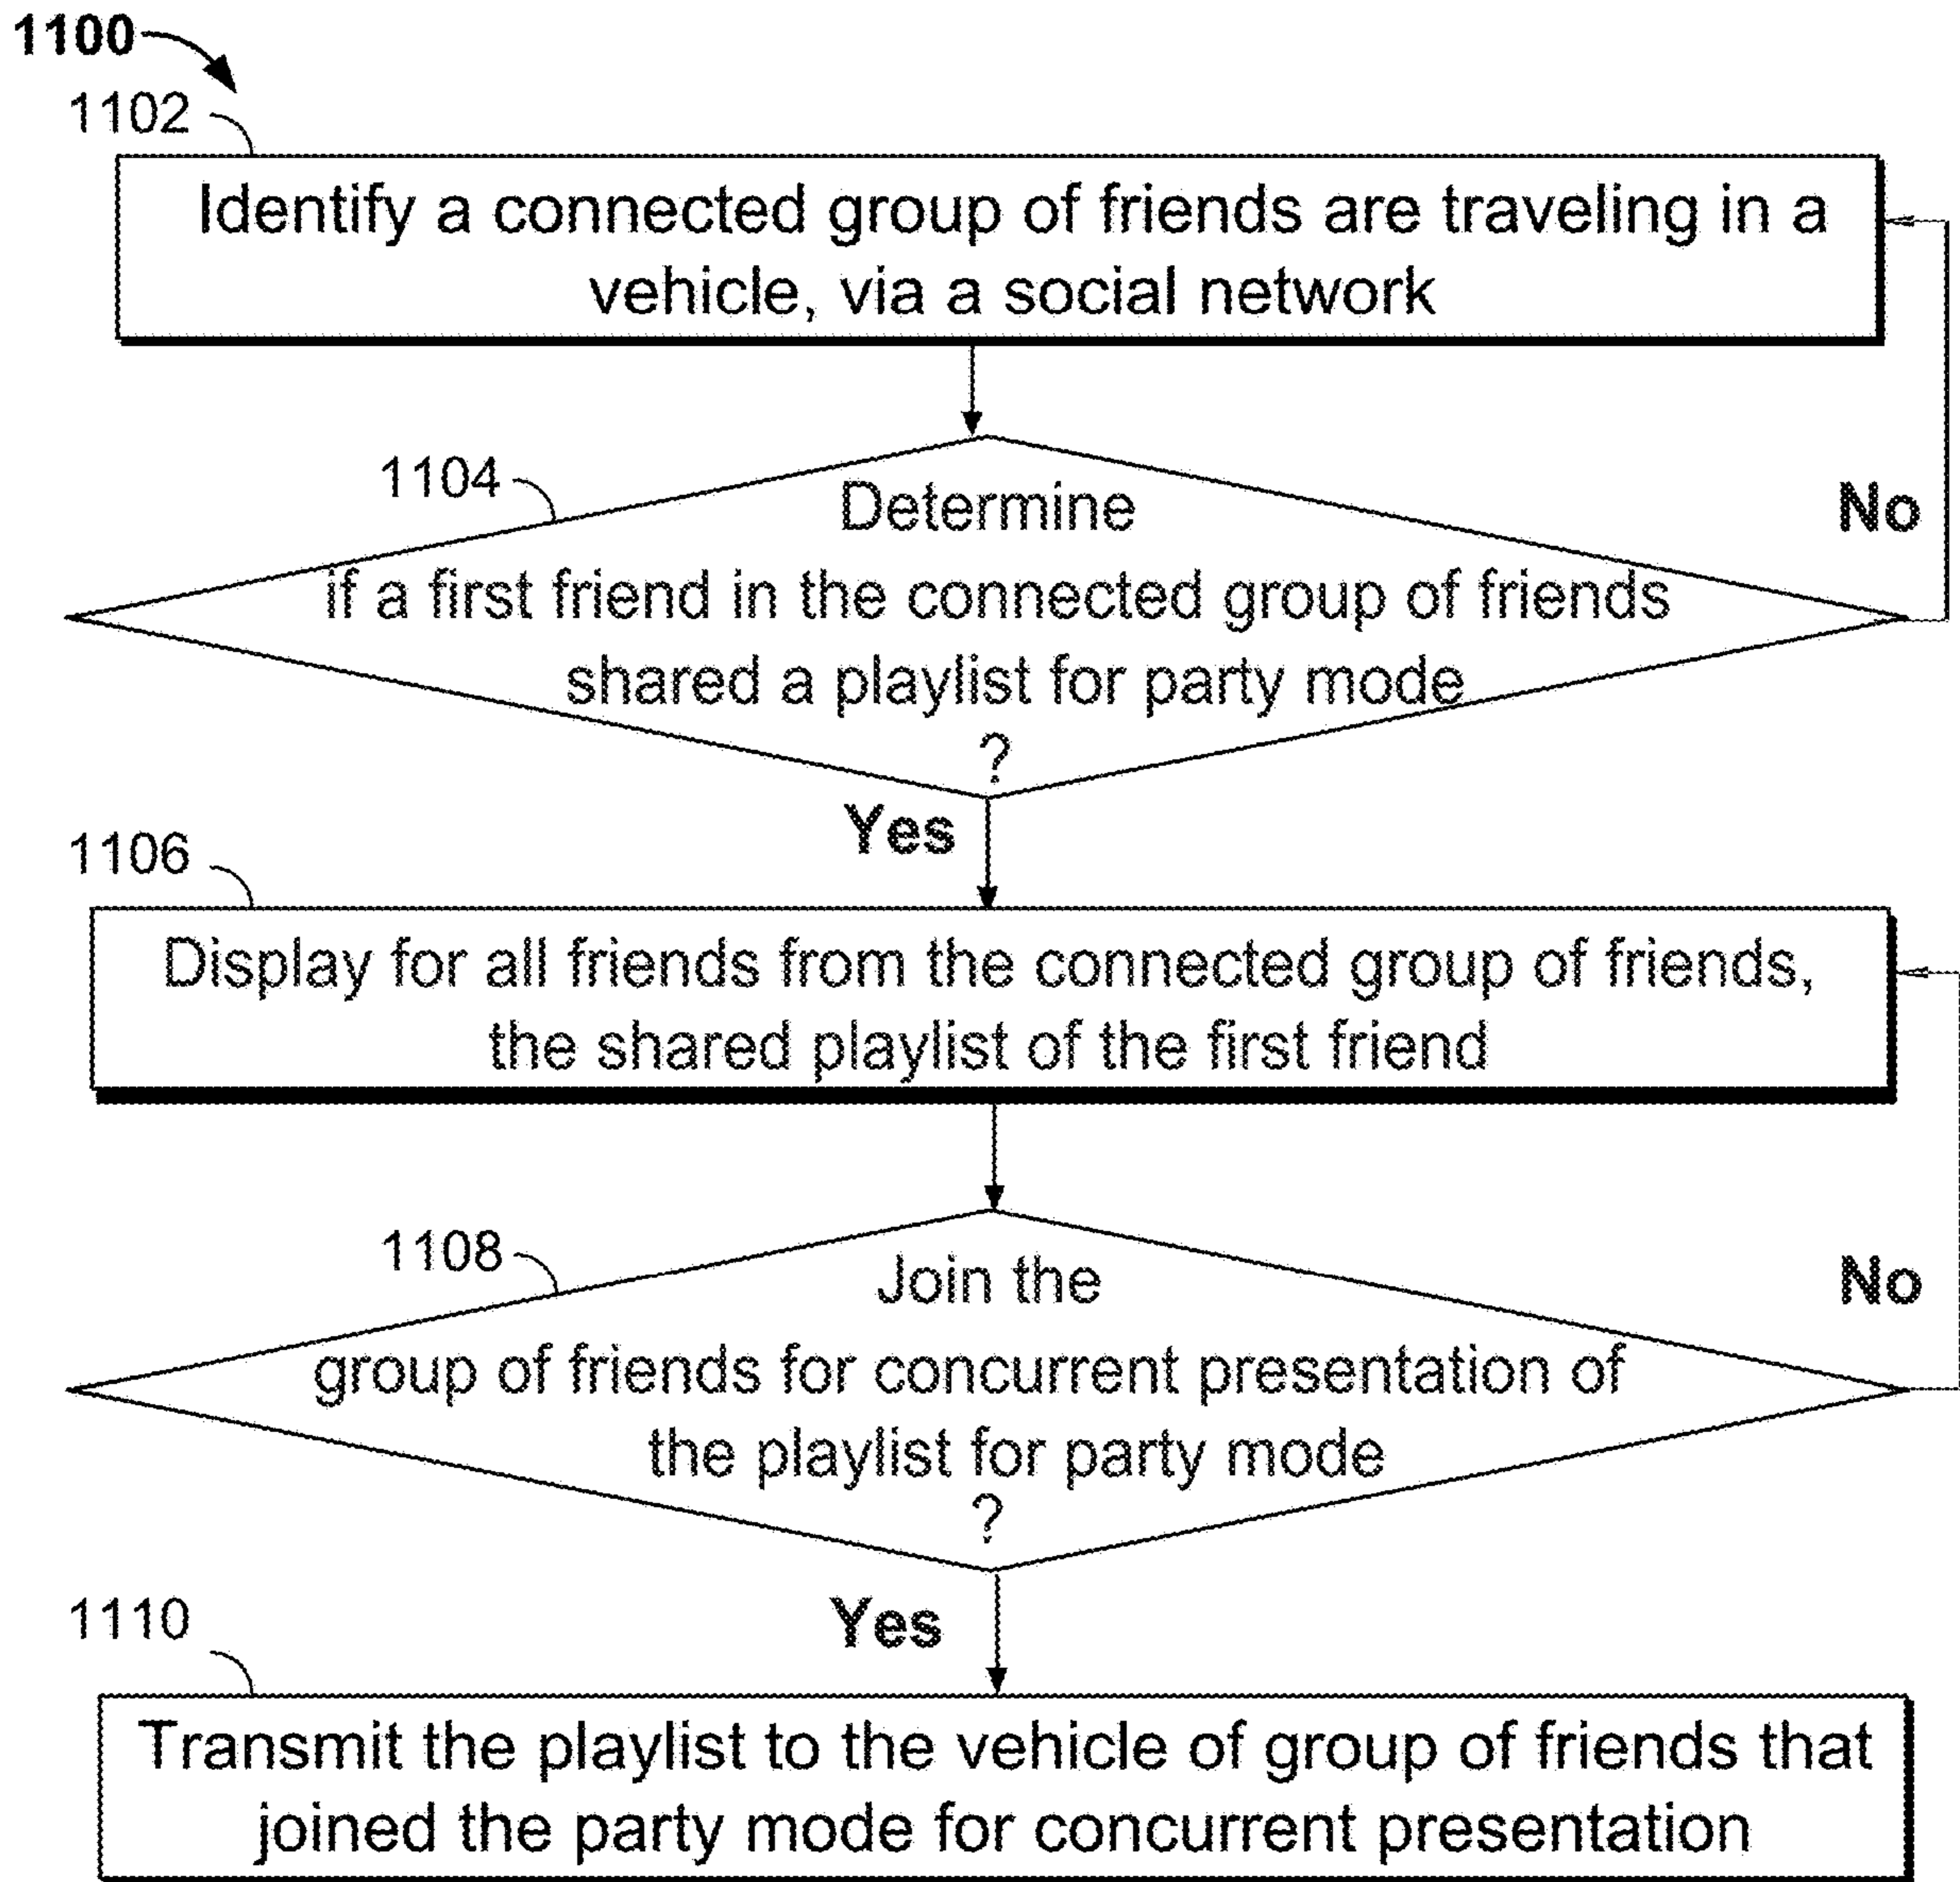 1100
1102
Identify a connected group of friends are traveling in a
vehicle, via a social network
1104
Determine
if a first friend in the connected group of friends
shared a playlist for party mode
?
No
Yes
1106
Display for all friends from the connected group of friends,
the shared playlist of the first friend
1108
Join the
group of friends for concurrent presentation of
the playlist for party mode
?
No
Yes
1110
Transmit the playlist to the vehicle of group of friends that
joined the party mode for concurrent presentation